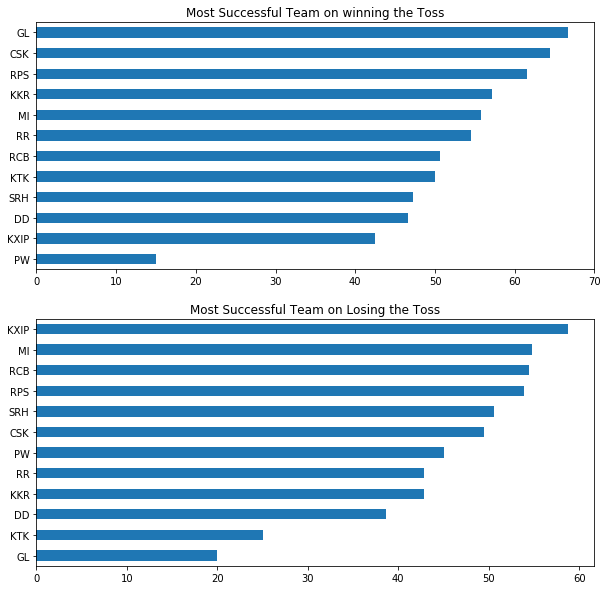 Most Successful Team on winning the Toss
GL
CSK
RPS
KKR
MI
RR
RCB
KTK
SRH
DD
KXIP
PW
0 10 20 30 40 50 60 70
Most Successful Team on Losing the Toss
KXIP
MI
RCB
RPS
SRH
CSK
PW
RR
KKR
DD
KTK
GL
0 10 20 30 40 50 60